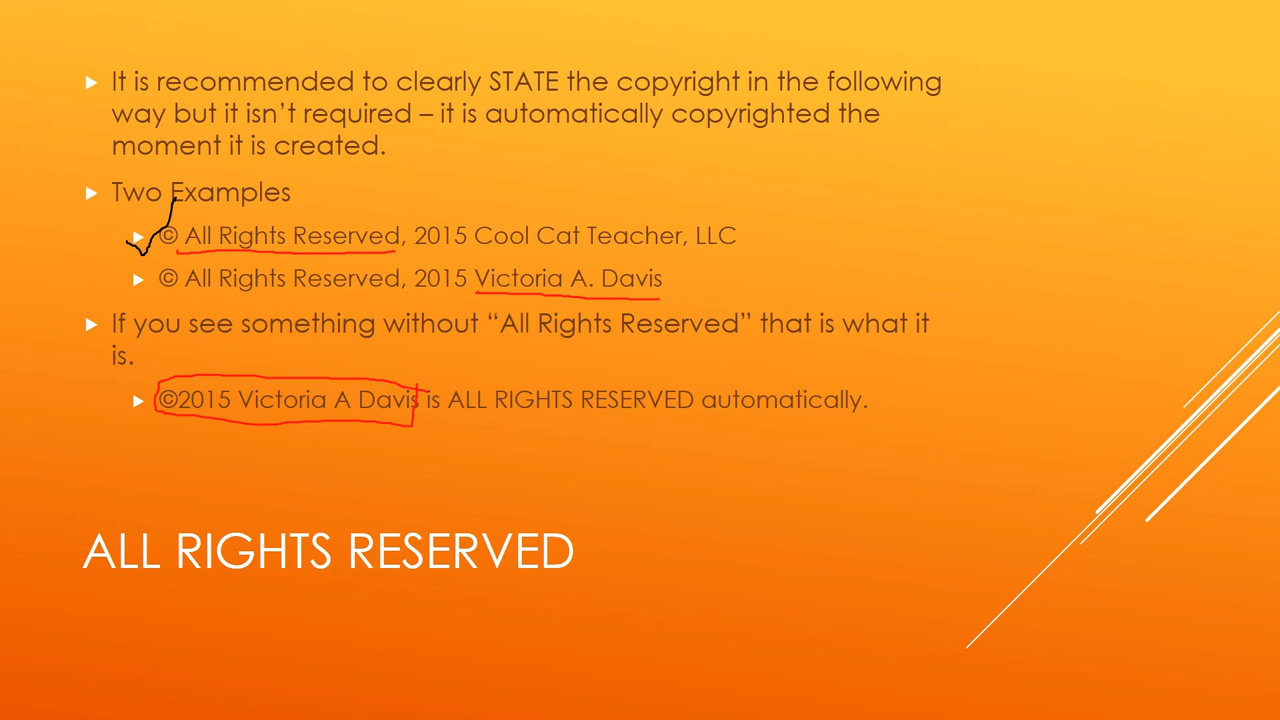 It is recommended to clearly STATE the copyright in the following
way but it isn’t required – it is automatically copyrighted the
moment it is created.
Two Examples
© All Rights Reserved, 2015 Cool Cat Teacher, LLC
© All Rights Reserved, 2015 Victoria A. Davis
If you see something without “All Rights Reserved” that is what it
is.
©2015 Victoria A Davis is ALL RIGHTS RESERVED automatically.
ALL RIGHTS RESERVED